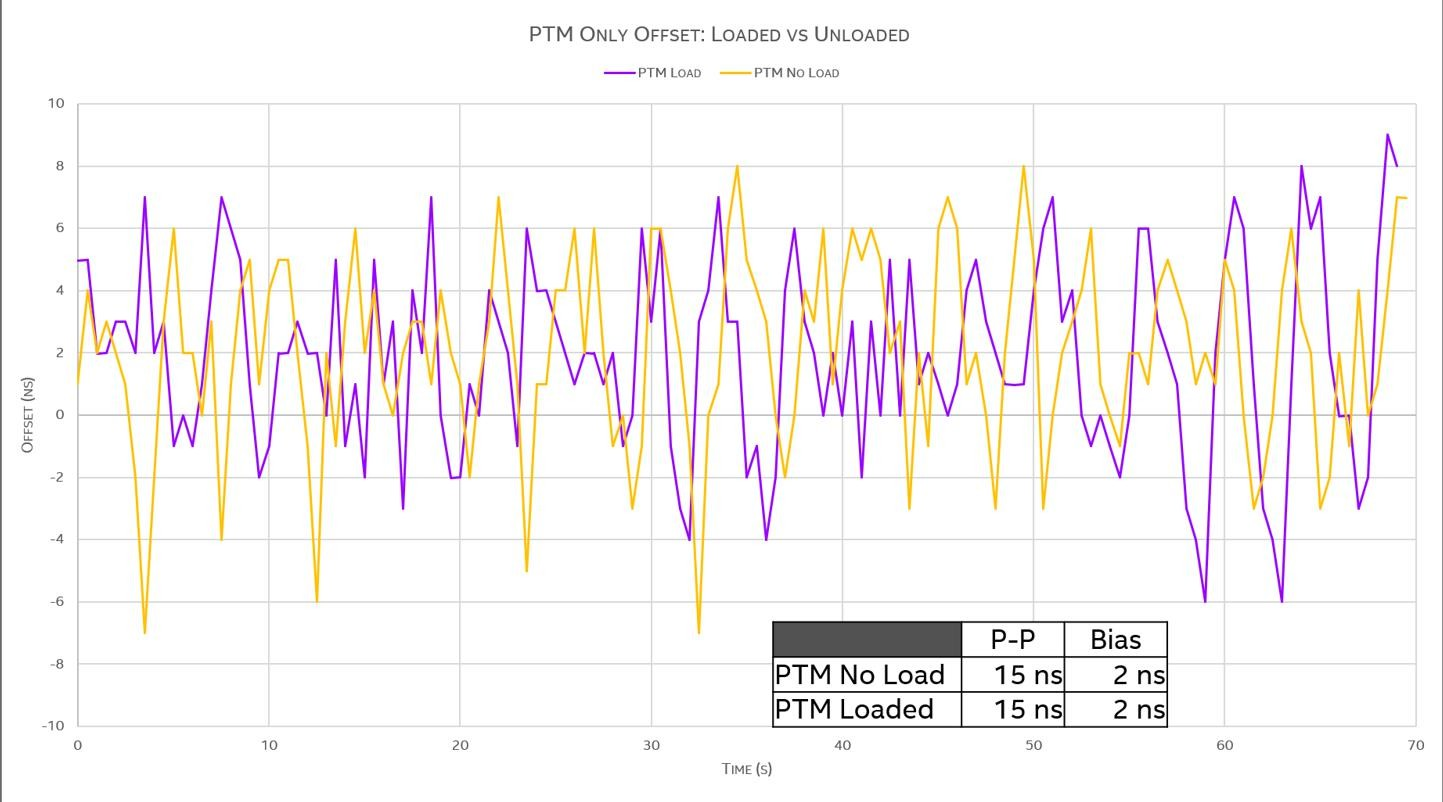 PTM Only Offset: Loaded vs Unloaded
PTM Load PTM No Load
10
8
6
4
2
0
-2
-4
-6
-8
-10
Offset (ns)
P-P Bias
PTM No Load 15 ns 2 ns
PTM Loaded 15 ns 2 ns
0 10 20 30 40 50 60 70
Time (s)